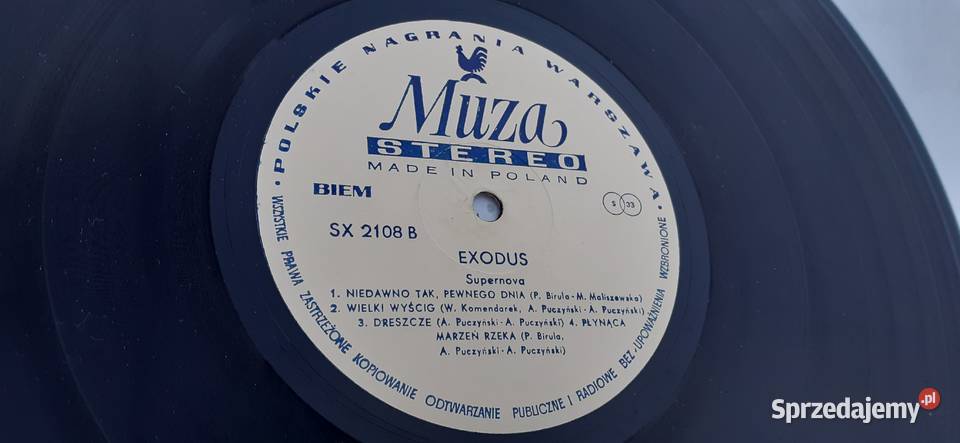 · POLSKIE NAGRANIA WARSZAWA ·
Muza
STEREO
MADE IN POLAND
BIEM
S 33
SX 2108 B
EXODUS
Supernova
1. NIEDAWNO TAK, PEWNEGO DNIA (P. Birula-M. Maliszewska)
2. WIELKI WYŚCIG (W. Komendarek, A. Puczyński-A. Puczyński)
3. DRESZCZE (A. Puczyński-A. Puczyński) 4. PŁYNĄCA
MARZEŃ RZEKA (P. Birula,
A. Puczyński-A. Puczyński)
WSZYSTKIE PRAWA ZASTRZEŻONE KOPIOWANIE ODTWARZANIE PUBLICZNE I RADIOWE BEZ UPOWAŻNIENIA WZBRONIONE
Sprzedajemy.pl